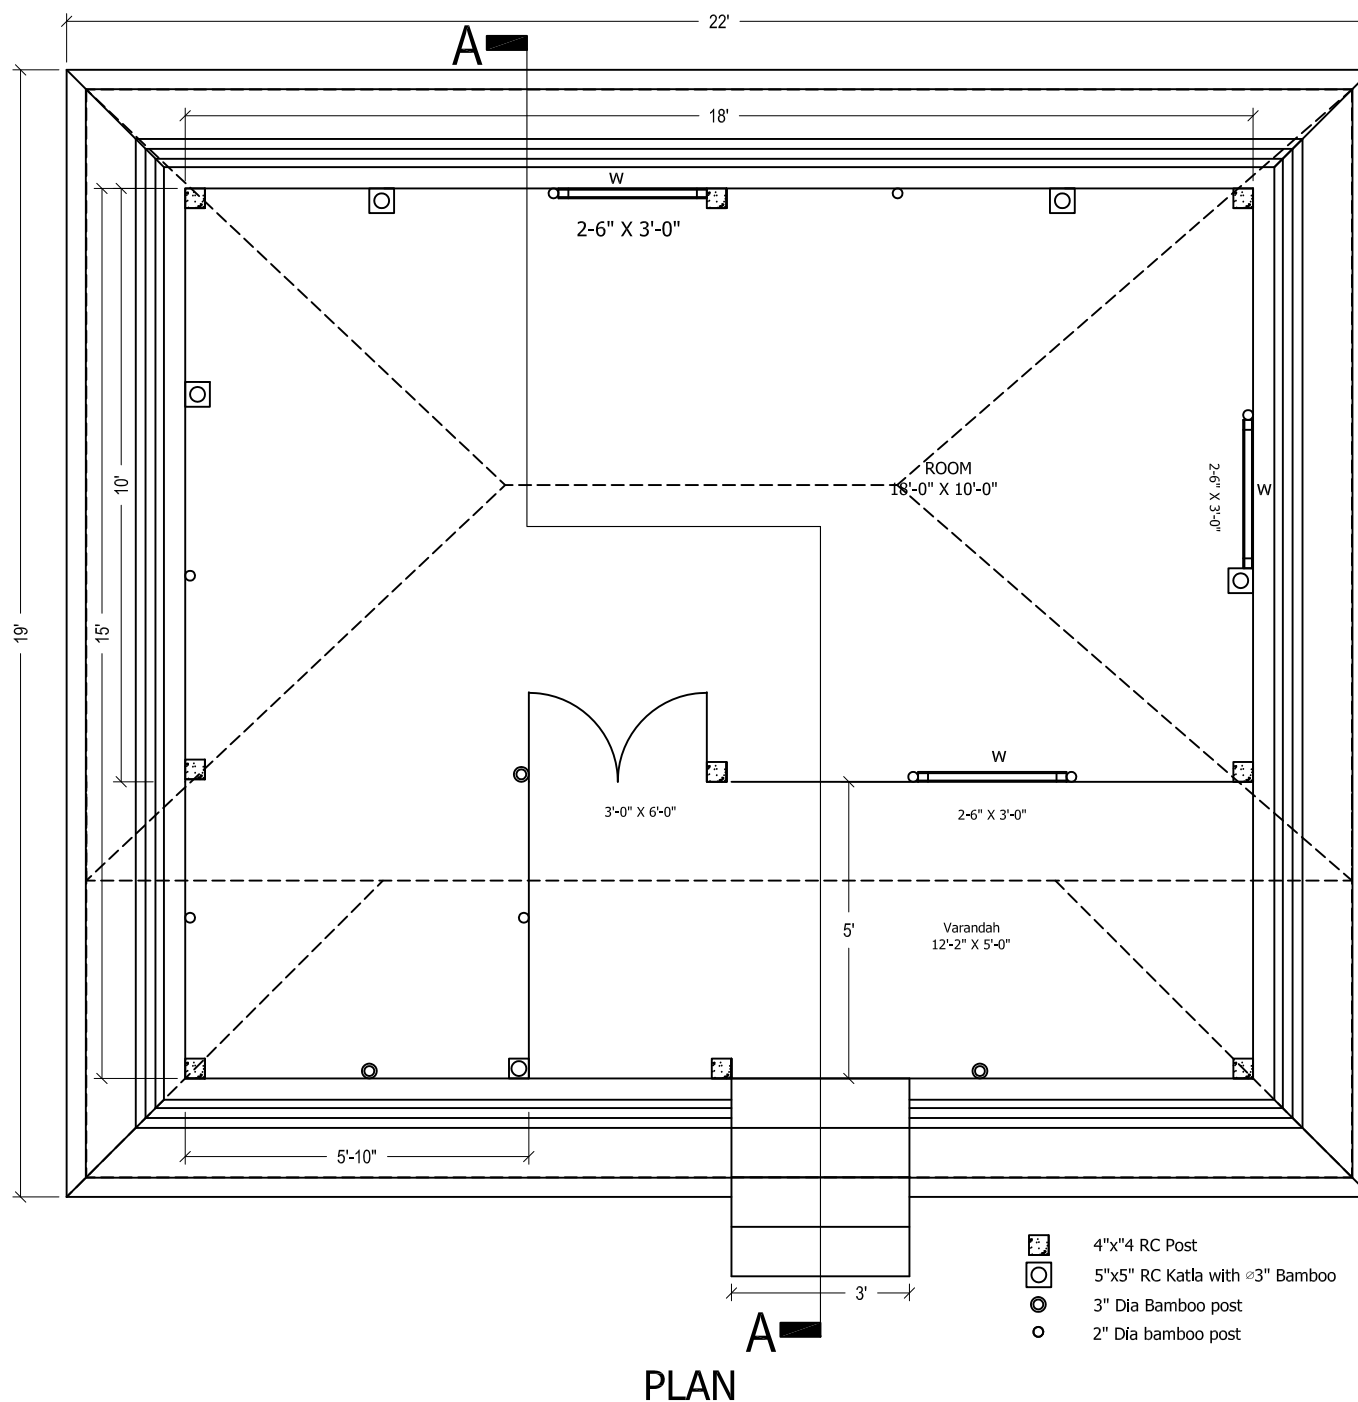 22'
A
18'
W
2-6" X 3'-0"
ROOM
18'-0" X 10'-0"
2-6" X 3'-0"
W
10'
15'
19'
W
3'-0" X 6'-0"
2-6" X 3'-0"
5'
Varandah
12'-2" X 5'-0"
5'-10"
3'
A
4"x"4 RC Post
5"x5" RC Katla with ⌀3" Bamboo
3" Dia Bamboo post
2" Dia bamboo post
PLAN